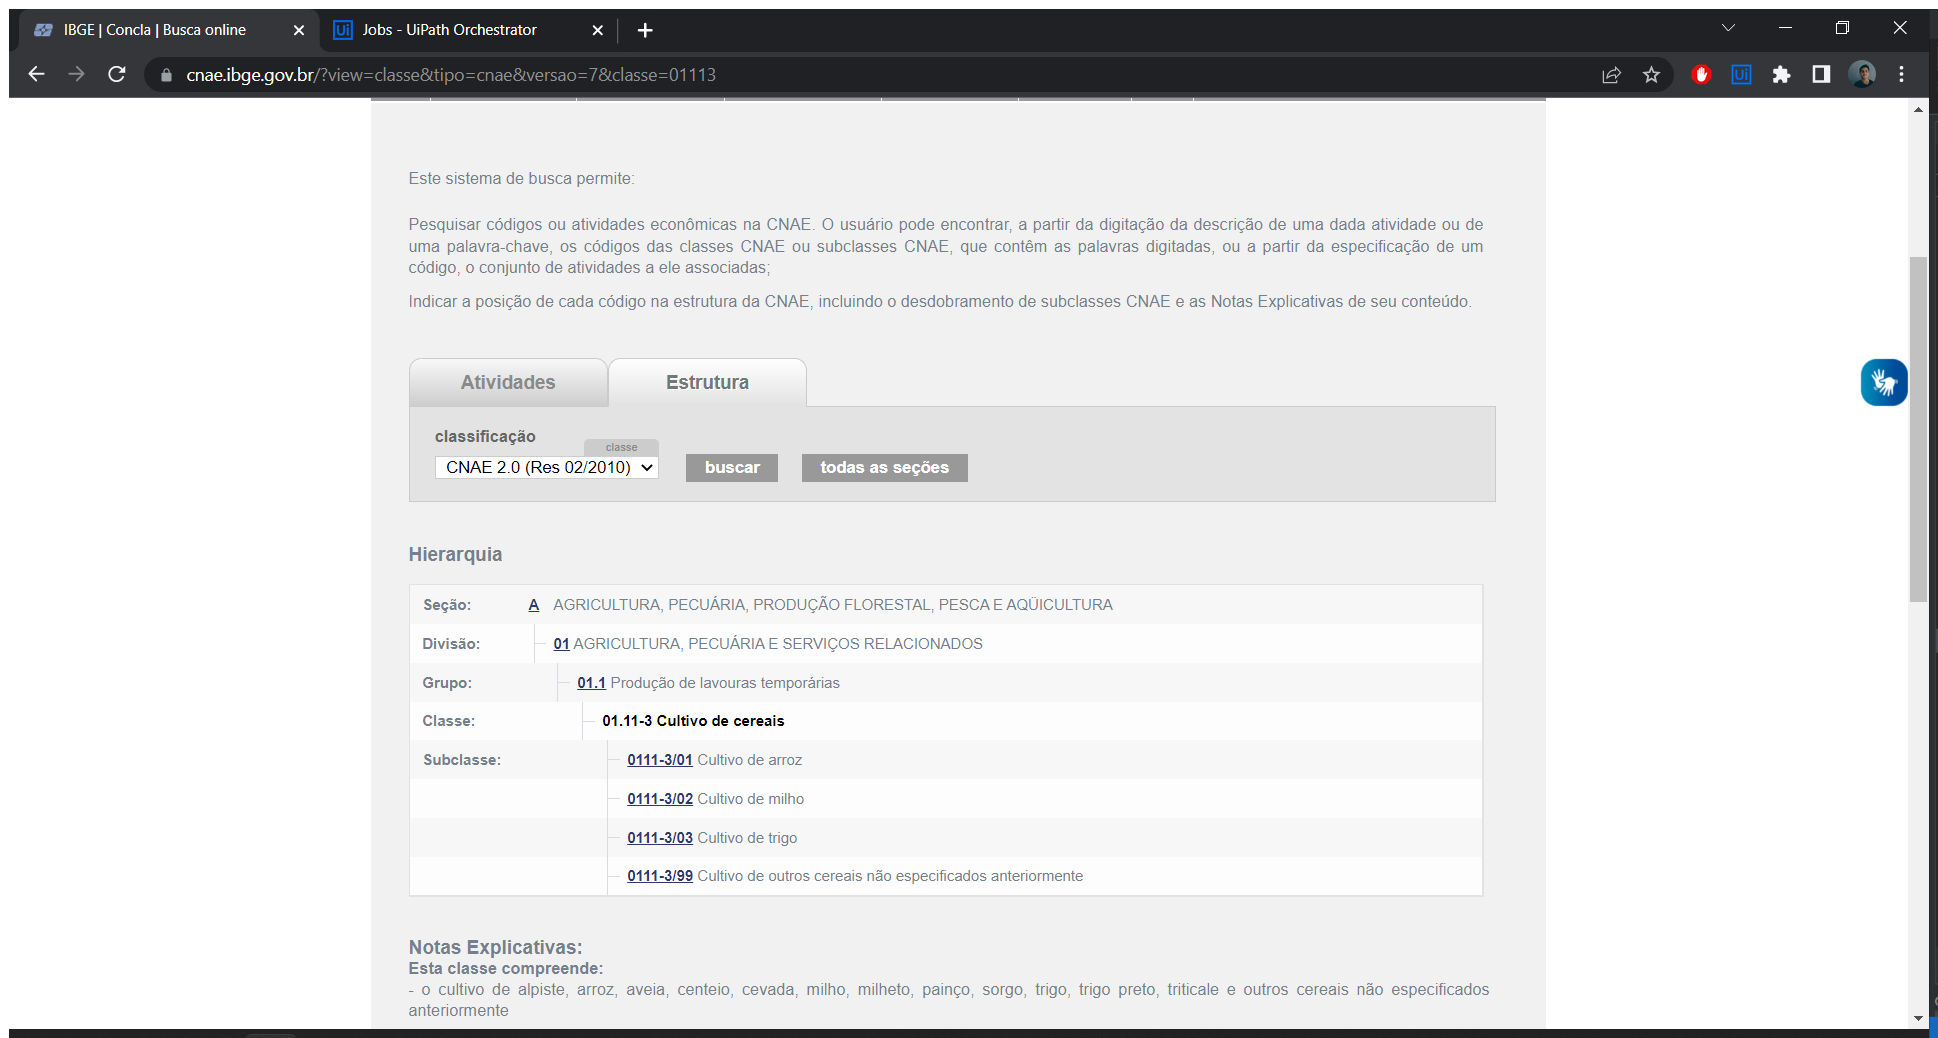 IBGE | Concla | Busca online
Jobs - UiPath Orchestrator
cnae.ibge.gov.br/?view=classe&tipo=cnae&versao=7&classe=01113
Este sistema de busca permite:
Pesquisar códigos ou atividades econômicas na CNAE. O usuário pode encontrar, a partir da digitação da descrição de uma dada atividade ou de
uma palavra-chave, os códigos das classes CNAE ou subclasses CNAE, que contêm as palavras digitadas, ou a partir da especificação de um
código, o conjunto de atividades a ele associadas;
Indicar a posição de cada código na estrutura da CNAE, incluindo o desdobramento de subclasses CNAE e as Notas Explicativas de seu conteúdo.
Atividades Estrutura
classificação
classe
CNAE 2.0 (Res 02/2010) buscar todas as seções
Hierarquia
Seção: A AGRICULTURA, PECUÁRIA, PRODUÇÃO FLORESTAL, PESCA E AQÜICULTURA
Divisão: 01 AGRICULTURA, PECUÁRIA E SERVIÇOS RELACIONADOS
Grupo: 01.1 Produção de lavouras temporárias
Classe: 01.11-3 Cultivo de cereais
Subclasse: 0111-3/01 Cultivo de arroz
0111-3/02 Cultivo de milho
0111-3/03 Cultivo de trigo
0111-3/99 Cultivo de outros cereais não especificados anteriormente
Notas Explicativas:
Esta classe compreende:
- o cultivo de alpiste, arroz, aveia, centeio, cevada, milho, milheto, painço, sorgo, trigo, trigo preto, triticale e outros cereais não especificados
anteriormente